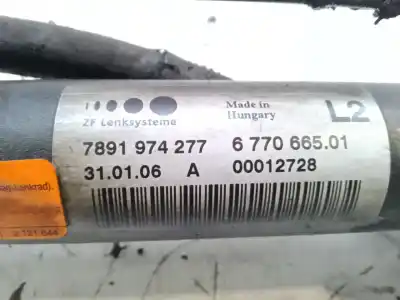 ZF Lenksysteme
Made in
Hungary
L2
7891 974 277 6 770 665.01
31.01.06 A 00012728